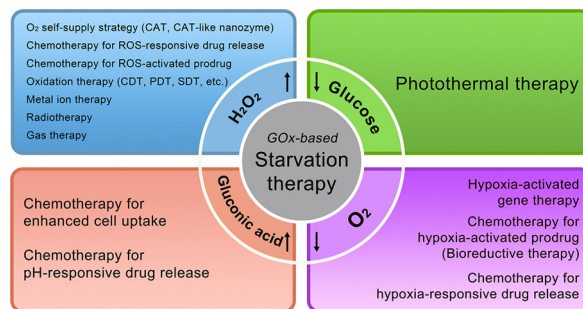 O₂ self-supply strategy (CAT, CAT-like nanozyme)
Chemotherapy for ROS-responsive drug release
Chemotherapy for ROS-activated prodrug
Oxidation therapy (CDT, PDT, SDT, etc.)
Metal ion therapy
Radiotherapy
Gas therapy
H₂O₂ ↑
↓ Glucose
Photothermal therapy
GOx-based
Starvation
therapy
Chemotherapy for
enhanced cell uptake
Chemotherapy for
pH-responsive drug release
Gluconic acid ↑
↓ O₂
Hypoxia-activated
gene therapy
Chemotherapy for
hypoxia-activated prodrug
(Bioreductive therapy)
Chemotherapy for
hypoxia-responsive drug release